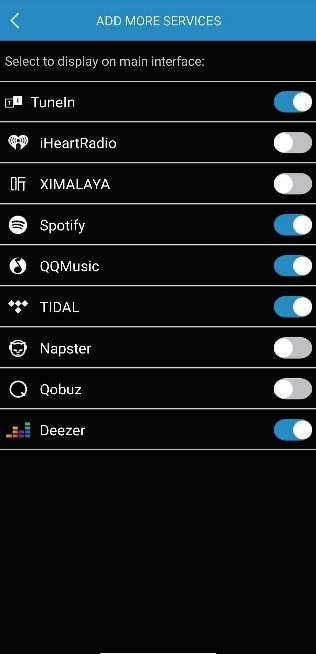 ADD MORE SERVICES
Select to display on main interface:
TuneIn
iHeartRadio
XIMALAYA
Spotify
QQMusic
TIDAL
Napster
Qobuz
Deezer